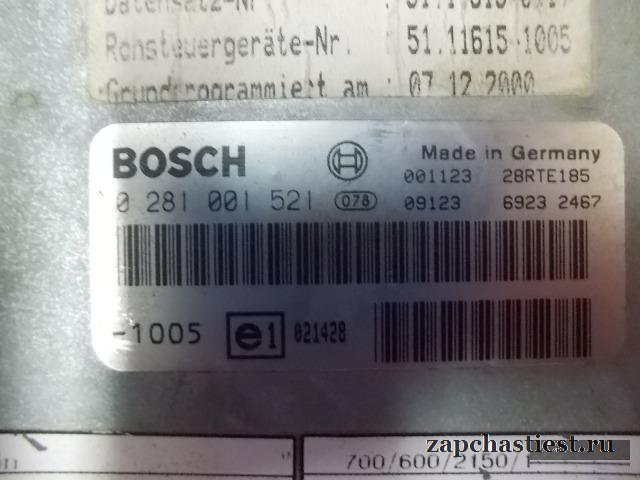 Datensatz-Nr
Rohsteuergeräte-Nr. 51.11615-1005
Grundprogrammiert am : 07.12.2000
BOSCH Made in Germany
001123 28RTE185
0 281 001 521 078 09123 6923 2467
-1005 e1 021428
700/600/2150/
zapchastiest.ru